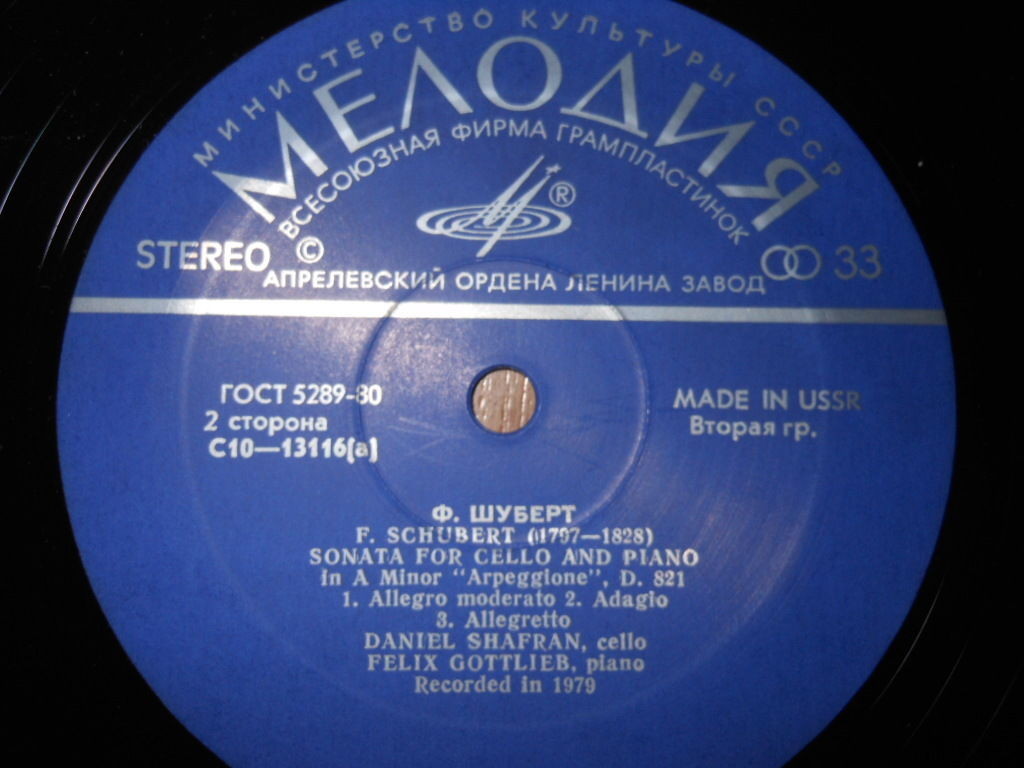 МИНИСТЕРСТВО КУЛЬТУРЫ СССР
МЕЛОДИЯ
ВСЕСОЮЗНАЯ ФИРМА ГРАМПЛАСТИНОК
®
STEREO © 33
АПРЕЛЕВСКИЙ ОРДЕНА ЛЕНИНА ЗАВОД
ГОСТ 5289-80
2 сторона
С10—13116(а)
MADE IN USSR
Вторая гр.
Ф. ШУБЕРТ
F. SCHUBERT (1797—1828)
SONATA FOR CELLO AND PIANO
in A Minor "Arpeggione", D. 821
1. Allegro moderato 2. Adagio
3. Allegretto
DANIEL SHAFRAN, cello
FELIX GOTTLIEB, piano
Recorded in 1979